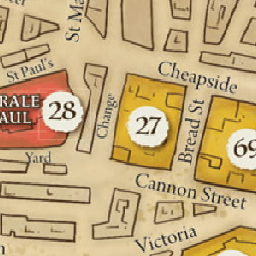 St Ma
St Paul's
Cheapside
RALE
AUL
28
Change
27
Bread St
69
Yard
Cannon Street
Victoria